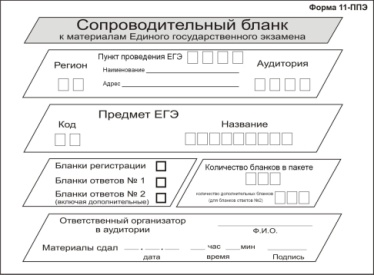 Форма 11-ППЭ
Сопроводительный бланк
к материалам Единого государственного экзамена
Регион
Пункт проведения ЕГЭ
Аудитория
Наименование
Адрес
Предмет ЕГЭ
Код
Название
Бланки регистрации
Бланки ответов № 1
Бланки ответов № 2
(включая дополнительные)
Количество бланков в пакете
количество дополнительных бланков
(для бланков ответов №2)
Ответственный организатор
в аудитории
Ф.И.О.
Материалы сдал
час
мин
дата
время
Подпись